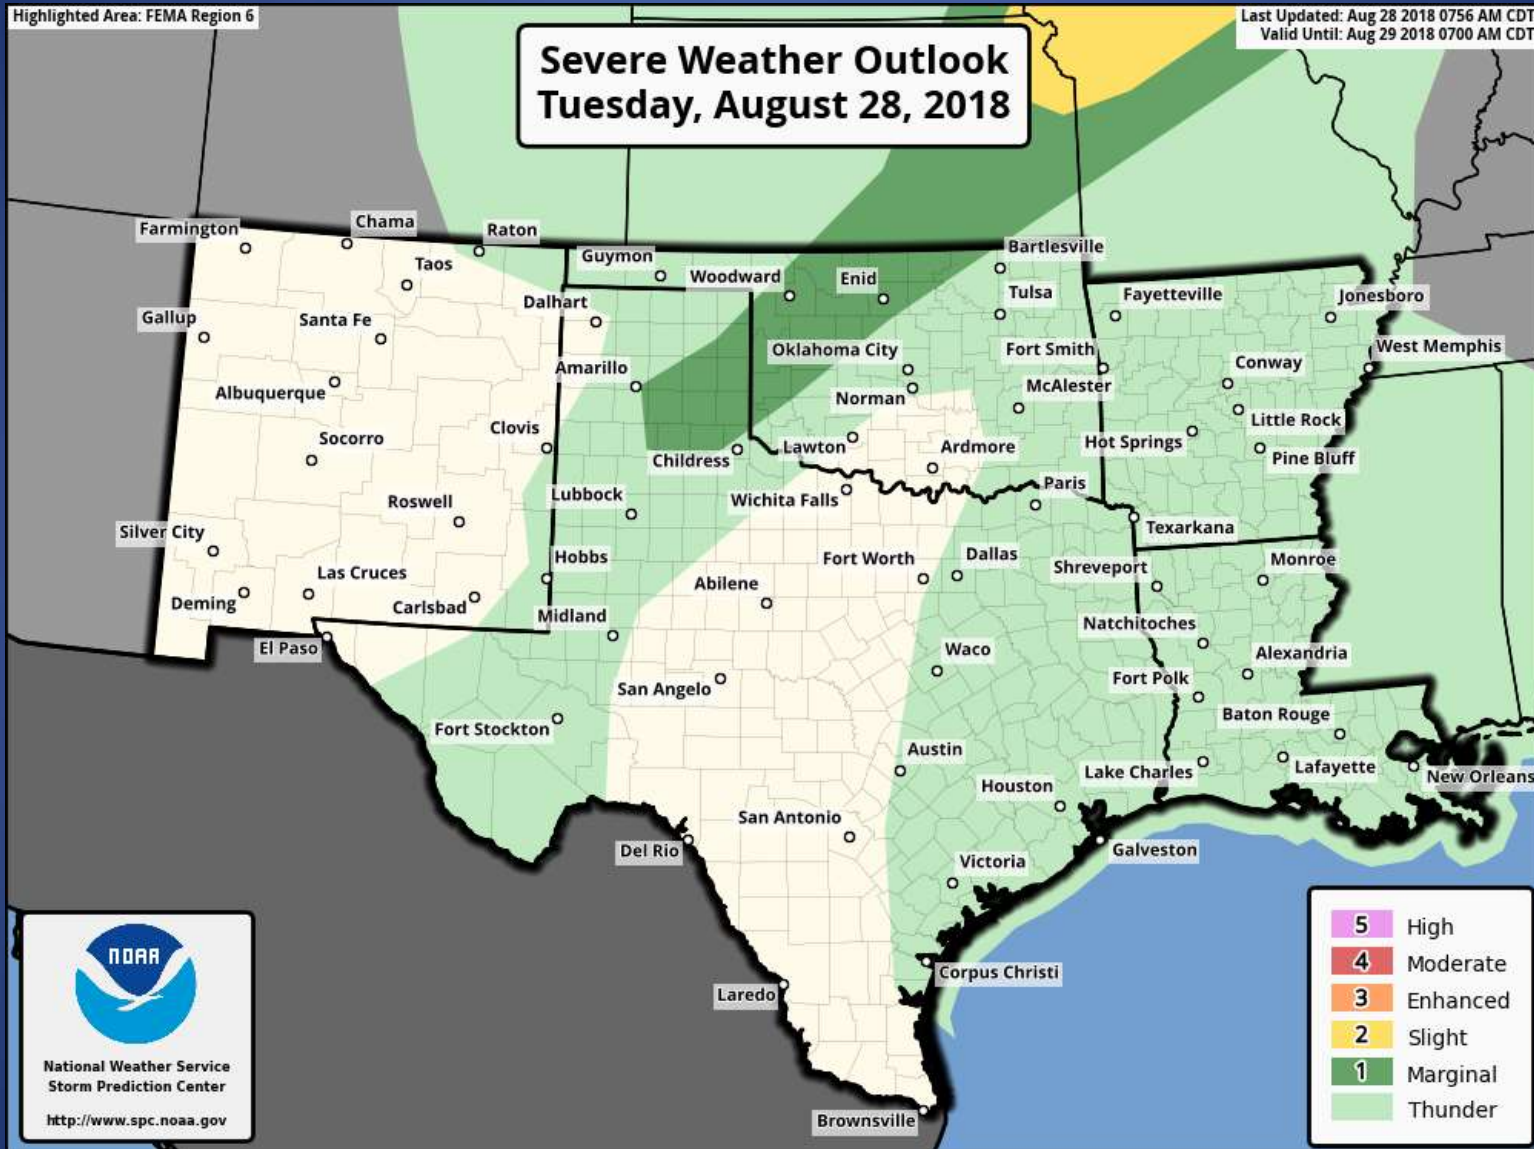 Highlighted Area: FEMA Region 6
Last Updated: Aug 28 2018 0756 AM CDT
Valid Until: Aug 29 2018 0700 AM CDT
Severe Weather Outlook
Tuesday, August 28, 2018
Farmington
Chama
Raton
Taos
Guymon
Woodward
Enid
Bartlesville
Tulsa
Fayetteville
Jonesboro
Gallup
Santa Fe
Dalhart
Oklahoma City
Fort Smith
West Memphis
Albuquerque
Amarillo
Norman
McAlester
Conway
Little Rock
Socorro
Clovis
Childress
Lawton
Ardmore
Hot Springs
Pine Bluff
Roswell
Lubbock
Wichita Falls
Paris
Texarkana
Silver City
Las Cruces
Hobbs
Fort Worth
Dallas
Shreveport
Monroe
Deming
Carlsbad
Abilene
Midland
Natchitoches
El Paso
Waco
Alexandria
San Angelo
Fort Polk
Fort Stockton
Baton Rouge
Austin
Lake Charles
Lafayette
New Orleans
Houston
San Antonio
Del Rio
Victoria
Galveston
Corpus Christi
Laredo
Brownsville
NOAA
National Weather Service
Storm Prediction Center
http://www.spc.noaa.gov
5 High
4 Moderate
3 Enhanced
2 Slight
1 Marginal
Thunder